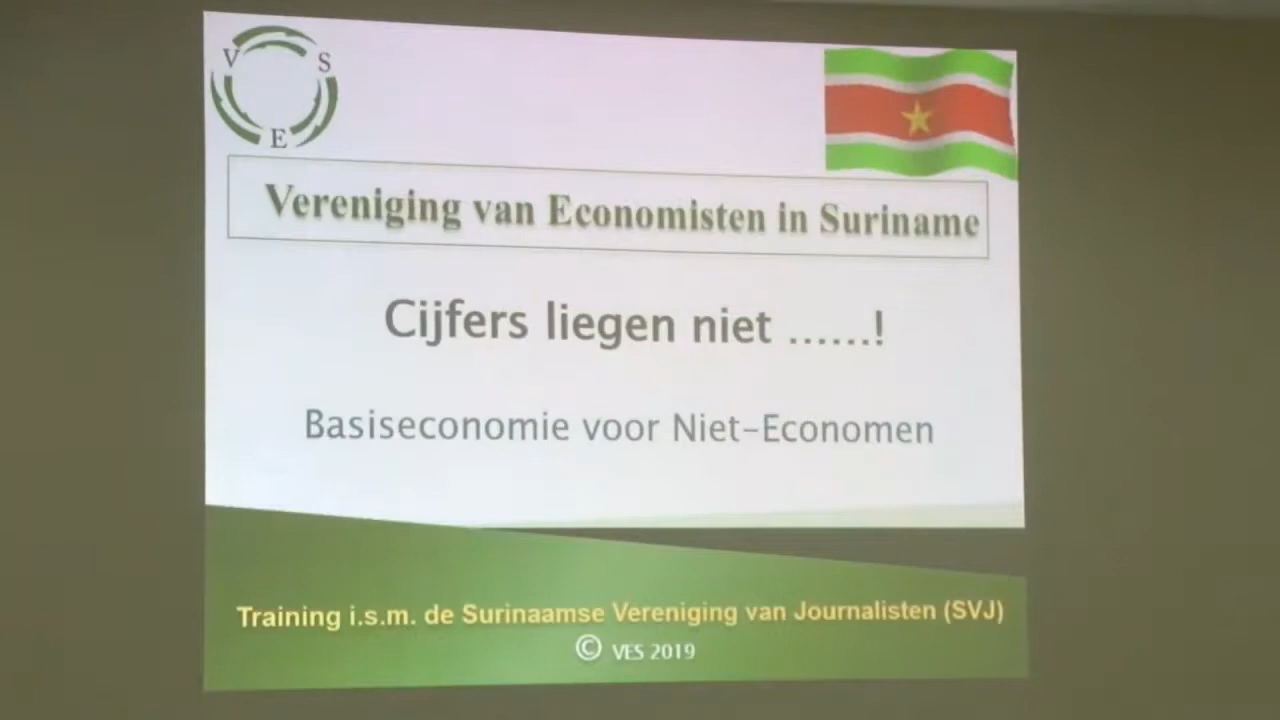 V S
E
Vereniging van Economisten in Suriname
Cijfers liegen niet ......!
Basiseconomie voor Niet-Economen
Training i.s.m. de Surinaamse Vereniging van Journalisten (SVJ)
© VES 2019